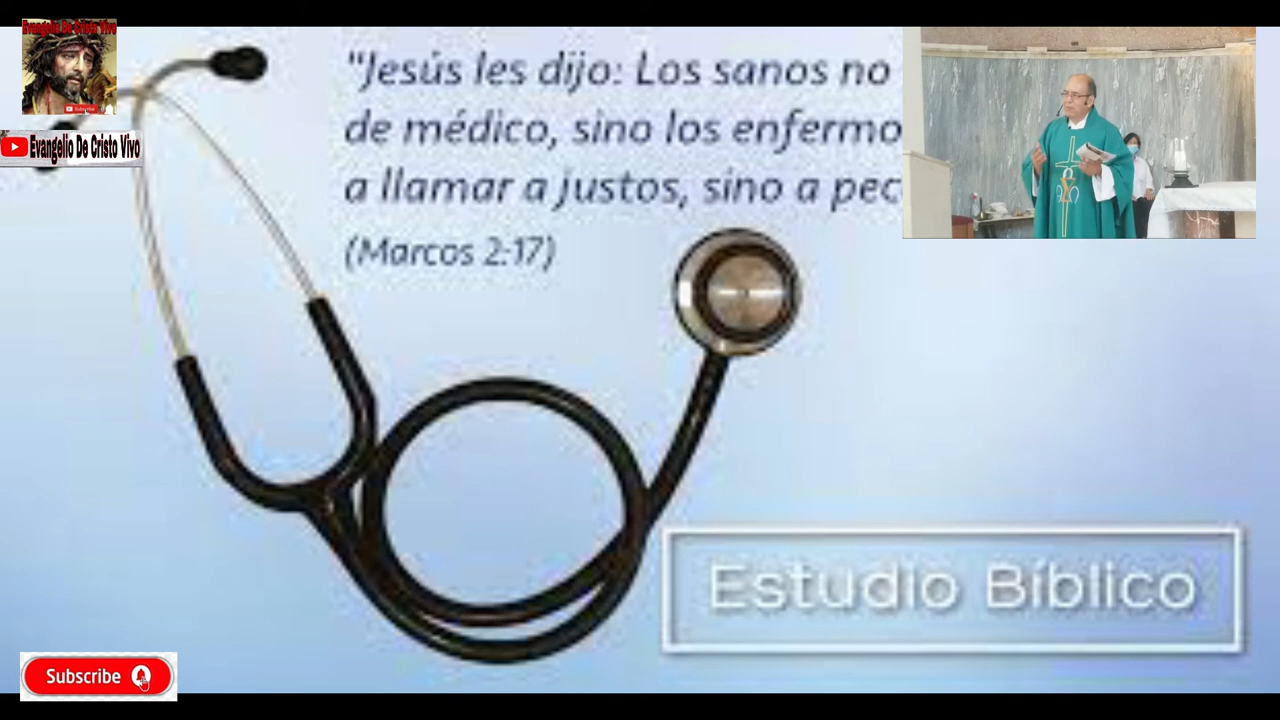 Evangelio De Cristo Vivo
Evangelio De Cristo Vivo
"Jesús les dijo: Los sanos no
de médico, sino los enfermo
a llamar a justos, sino a pec
(Marcos 2:17)
Estudio Bíblico
Subscribe